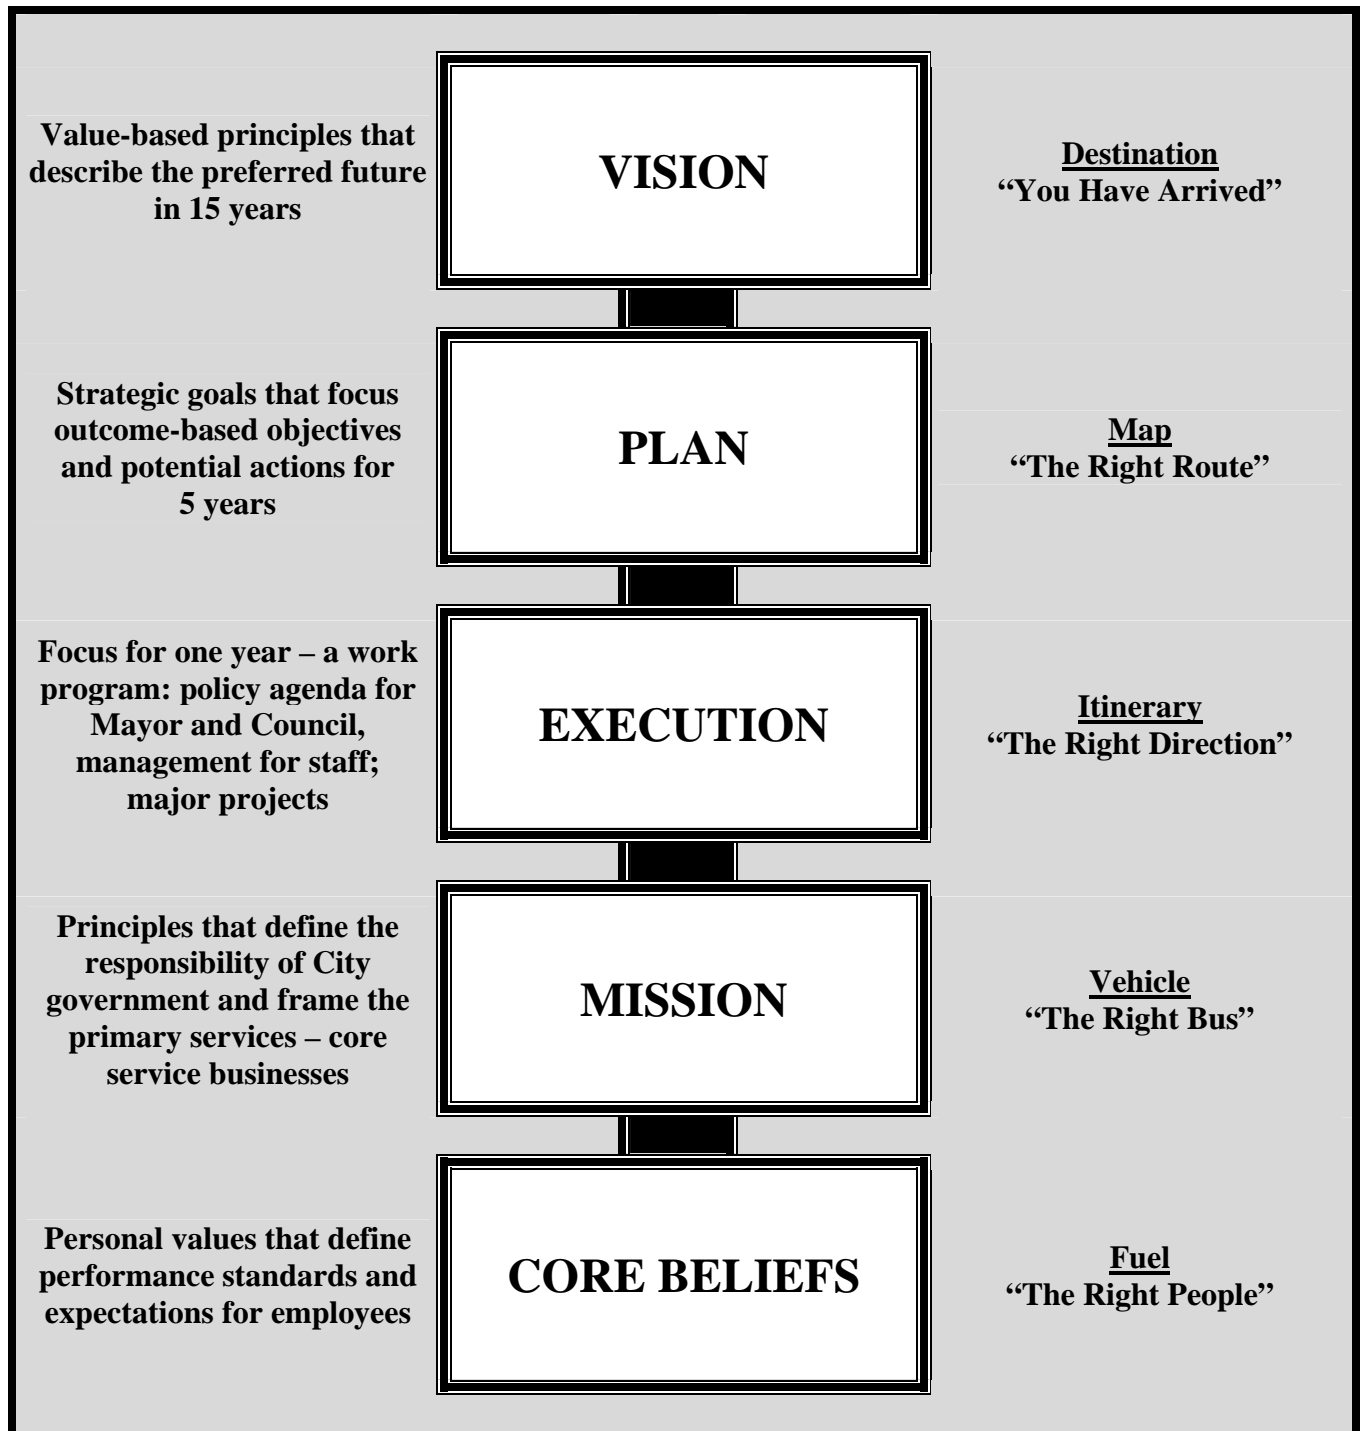 Value-based principles that
describe the preferred future
in 15 years
VISION
Destination
“You Have Arrived”
Strategic goals that focus
outcome-based objectives
and potential actions for
5 years
PLAN
Map
“The Right Route”
Focus for one year – a work
program: policy agenda for
Mayor and Council,
management for staff;
major projects
EXECUTION
Itinerary
“The Right Direction”
Principles that define the
responsibility of City
government and frame the
primary services – core
service businesses
MISSION
Vehicle
“The Right Bus”
Personal values that define
performance standards and
expectations for employees
CORE BELIEFS
Fuel
“The Right People”